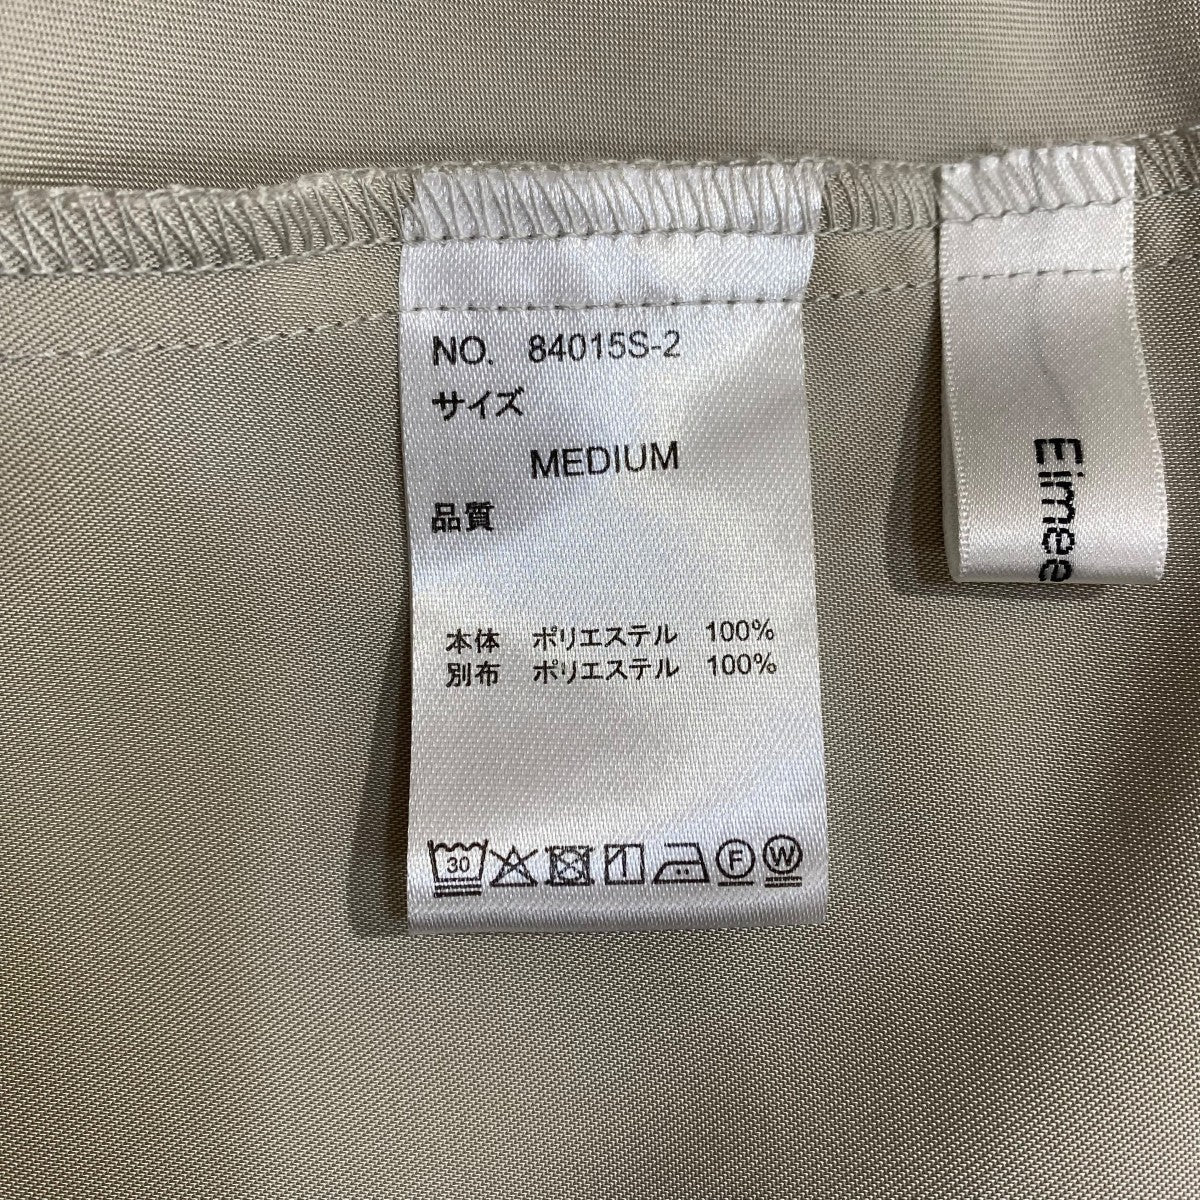 NO. 84015S-2
サイズ
MEDIUM
品質
本体 ポリエステル 100%
別布 ポリエステル 100%
30
F
W
Eimee